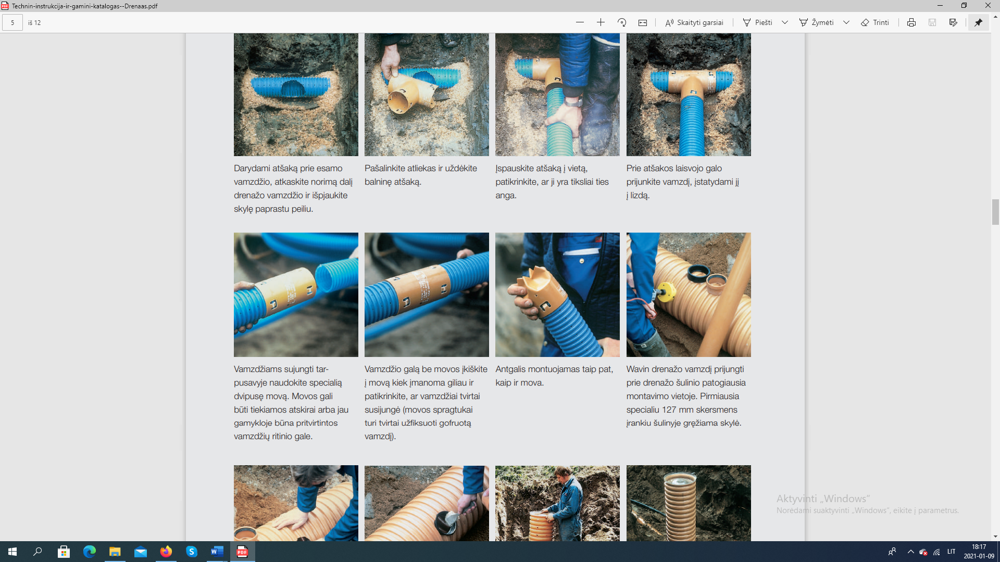 Technin-instrukcija-ir-gamini-katalogas--Drenaas.pdf
5 iš 12
Skaityti garsiai
Piešti
Žymėti
Trinti
Darydami atšaką prie esamo
vamzdžio, atkaskite norimą dalį
drenažo vamzdžio ir išpjaukite
skylę paprastu peiliu.
Pašalinkite atliekas ir uždėkite
balninę atšaką.
Įspauskite atšaką į vietą,
patikrinkite, ar ji yra tiksliai ties
anga.
Prie atšakos laisvojo galo
prijunkite vamzdį, įstatydami jį
į lizdą.
Vamzdžiams sujungti tar-
pusavyje naudokite specialią
dvipusę movą. Movos gali
būti tiekiamos atskirai arba jau
gamykloje būna pritvirtintos
vamzdžių ritinio gale.
Vamzdžio galą be movos įkiškite
į movą kiek įmanoma giliau ir
patikrinkite, ar vamzdžiai tvirtai
susijungė (movos spragtukai
turi tvirtai užfiksuoti gofruotą
vamzdį).
Antgalis montuojamas taip pat,
kaip ir mova.
Wavin drenažo vamzdį prijungti
prie drenažo šulinio patogiausia
montavimo vietoje. Pirmiausia
specialiu 127 mm skersmens
įrankiu šulinyje gręžiama skylė.
Aktyvinti „Windows“
Norėdami suaktyvinti „Windows“, eikite į parametrus.
LIT
18:17
2021-01-09